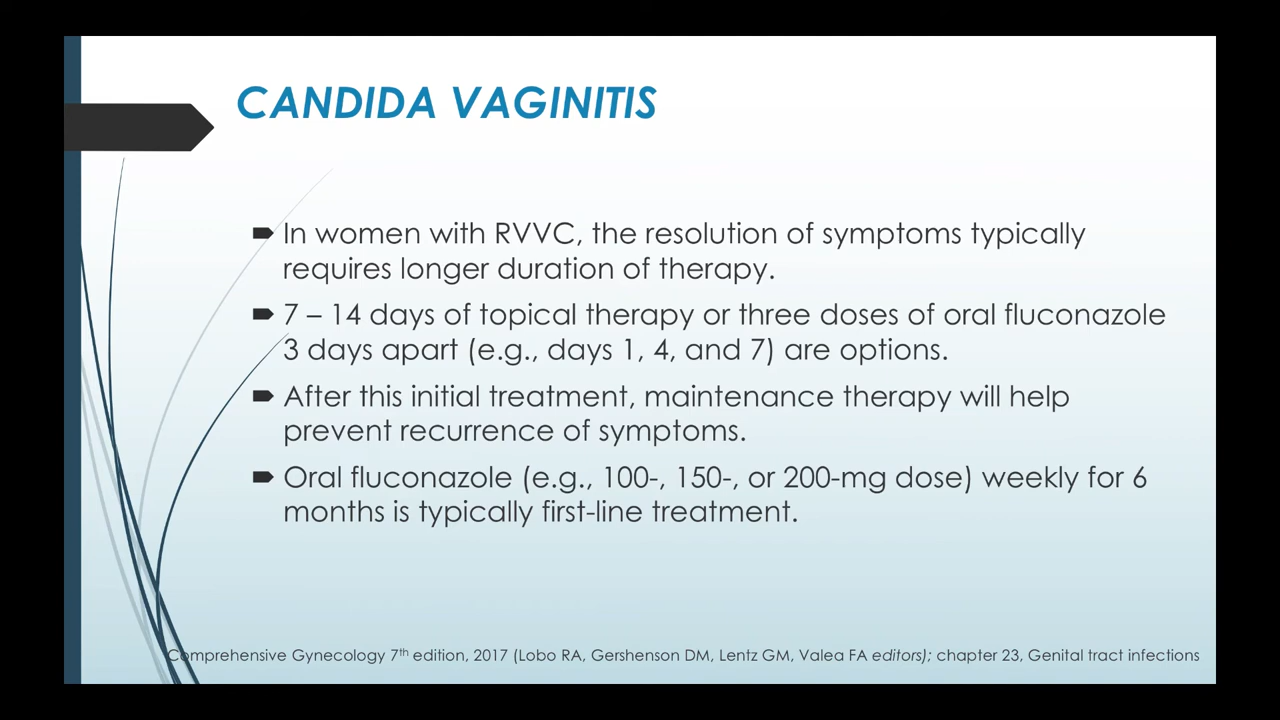 CANDIDA VAGINITIS
In women with RVVC, the resolution of symptoms typically
requires longer duration of therapy.
7 – 14 days of topical therapy or three doses of oral fluconazole
3 days apart (e.g., days 1, 4, and 7) are options.
After this initial treatment, maintenance therapy will help
prevent recurrence of symptoms.
Oral fluconazole (e.g., 100-, 150-, or 200-mg dose) weekly for 6
months is typically first-line treatment.
Comprehensive Gynecology 7th edition, 2017 (Lobo RA, Gershenson DM, Lentz GM, Valea FA editors); chapter 23, Genital tract infections